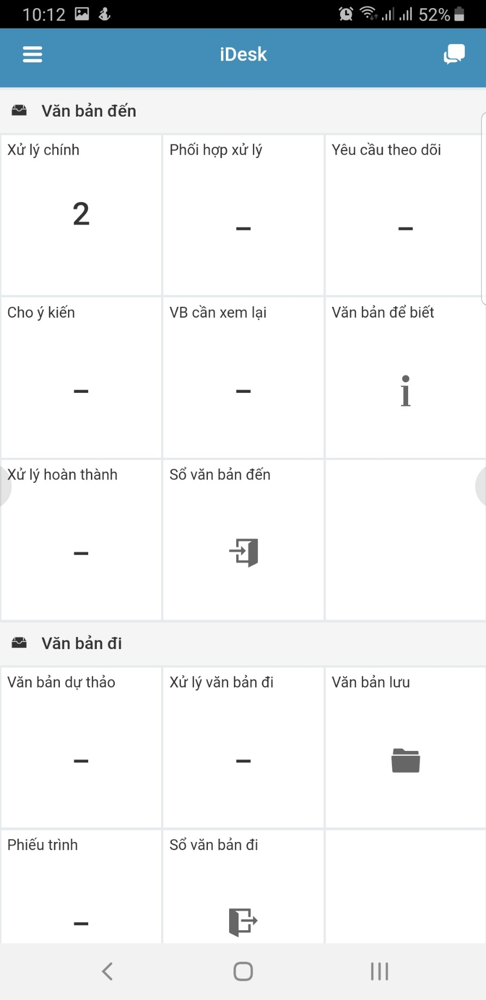 10:12
52%
iDesk
Văn bản đến
Xử lý chính
Phối hợp xử lý
Yêu cầu theo dõi
2
–
–
Cho ý kiến
VB cần xem lại
Văn bản để biết
–
–
i
Xử lý hoàn thành
Sổ văn bản đến
–
Văn bản đi
Văn bản dự thảo
Xử lý văn bản đi
Văn bản lưu
–
–
Phiếu trình
Sổ văn bản đi
–